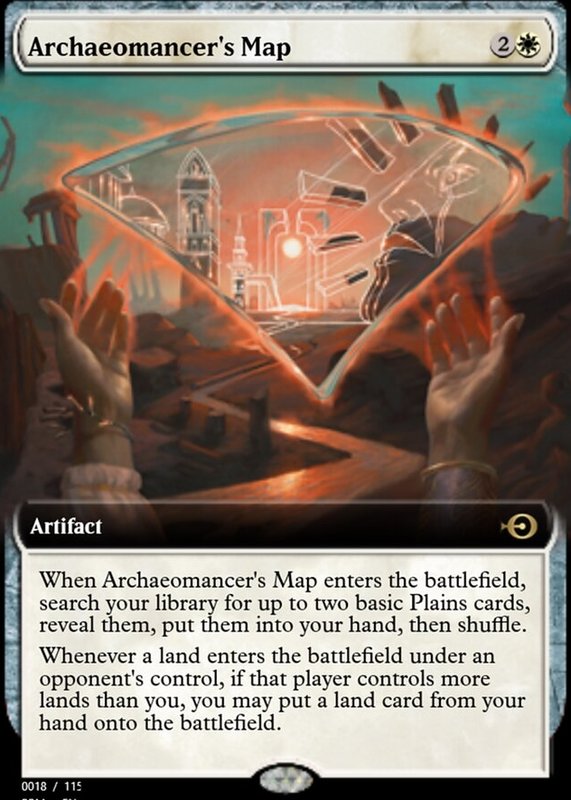 Archaeomancer's Map 2
Artifact
When Archaeomancer's Map enters the battlefield,
search your library for up to two basic Plains cards,
reveal them, put them into your hand, then shuffle.
Whenever a land enters the battlefield under an
opponent's control, if that player controls more
lands than you, you may put a land card from your
hand onto the battlefield.
0018 / 115